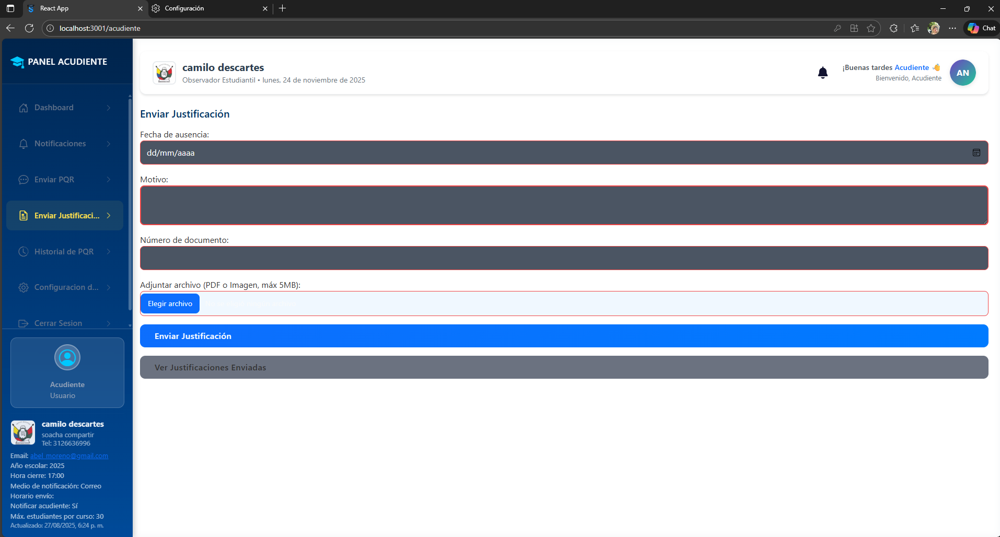 React App
Configuración
localhost:3001/acudiente
Chat
PANEL ACUDIENTE
Dashboard
Notificaciones
Enviar PQR
Enviar Justificaci...
Historial de PQR
Configuracion d...
Cerrar Sesion
Acudiente
Usuario
camilo descartes
soacha compartir
Tel: 3126636996
Email: abel_moreno@gmail.com
Año escolar: 2025
Hora cierre: 17:00
Medio de notificación: Correo
Horario envío:
Notificar acudiente: Sí
Máx. estudiantes por curso: 30
Actualizado: 27/08/2025, 6:24 p. m.
camilo descartes
Observador Estudiantil • lunes, 24 de noviembre de 2025
¡Buenas tardes Acudiente 👋
Bienvenido, Acudiente
AN
Enviar Justificación
Fecha de ausencia:
dd/mm/aaaa
Motivo:
Número de documento:
Adjuntar archivo (PDF o Imagen, máx 5MB):
Elegir archivo
Enviar Justificación
Ver Justificaciones Enviadas